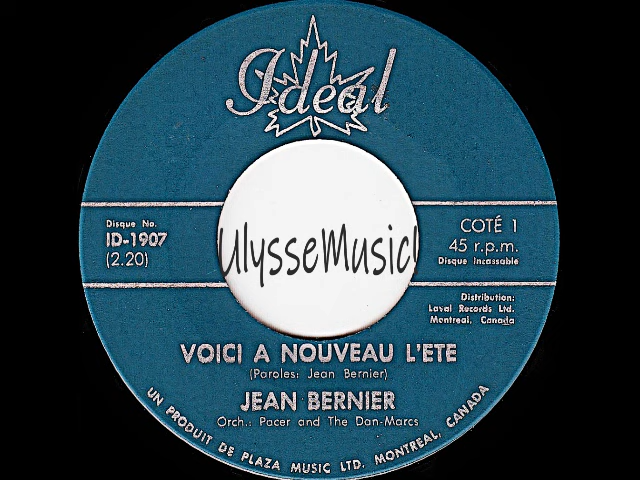 Ideal
Disque No.
ID-1907
(2.20)
COTÉ 1
45 r.p.m.
Disque Incassable
UlysseMusic!
Distribution:
Laval Records Ltd.
Montreal, Canada
VOICI A NOUVEAU L'ETE
(Paroles: Jean Bernier)
JEAN BERNIER
Orch.: Pacer and The Dan-Marcs
UN PRODUIT DE PLAZA MUSIC LTD. MONTREAL, CANADA